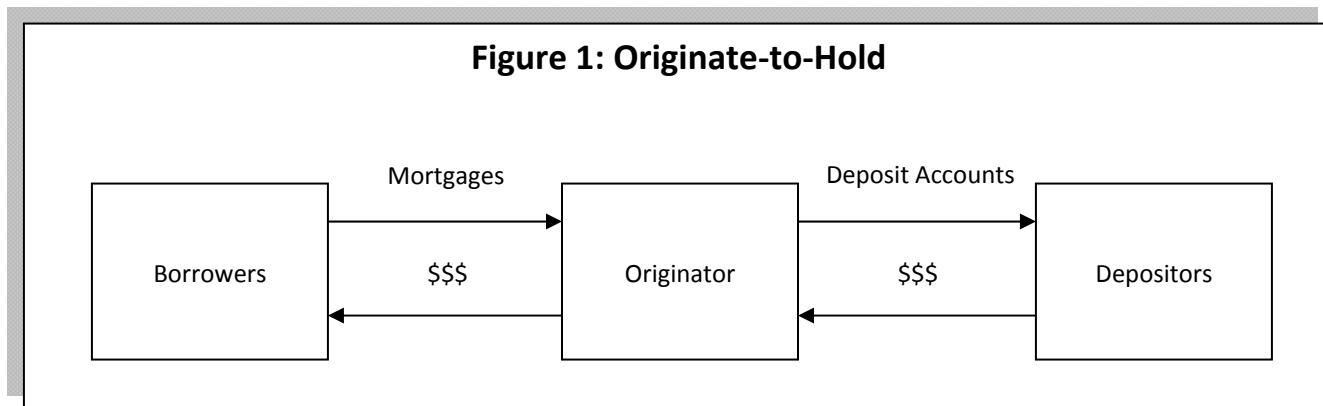 Figure 1: Originate-to-Hold
Mortgages
Deposit Accounts
Borrowers
$$$
Originator
$$$
Depositors